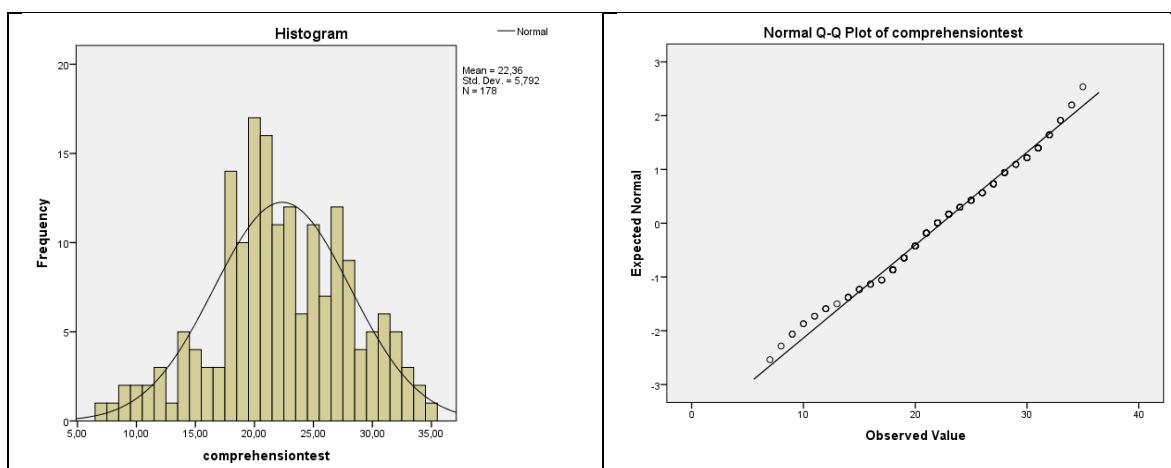 Histogram
Normal
Mean = 22,36
Std. Dev. = 5,792
N = 178
20
15
10
5
0
Frequency
5,00 10,00 15,00 20,00 25,00 30,00 35,00
comprehensiontest
Normal Q-Q Plot of comprehensiontest
3
2
1
0
-1
-2
-3
Expected Normal
0 10 20 30 40
Observed Value